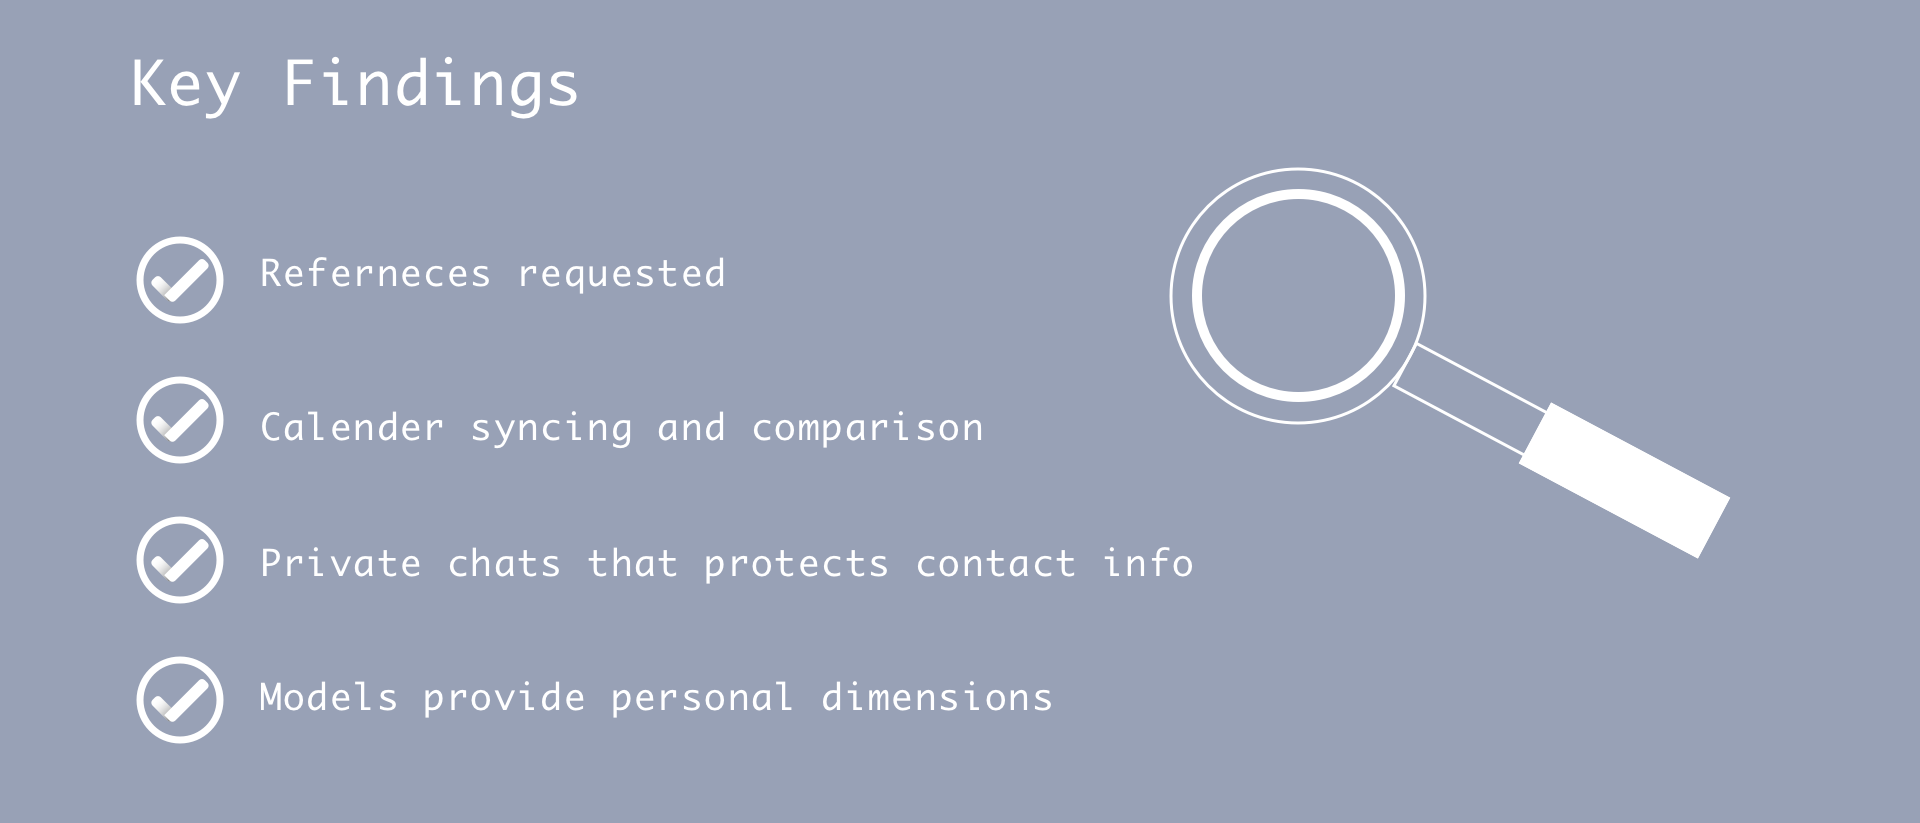 Key Findings
Referneces requested
Calender syncing and comparison
Private chats that protects contact info
Models provide personal dimensions